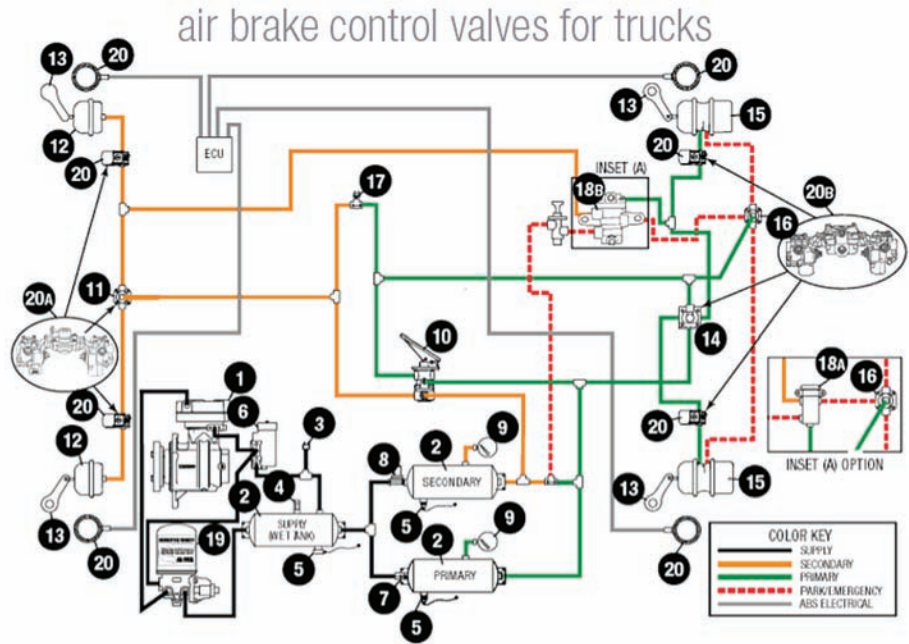 air brake control valves for trucks
13
20
20
13
12
15
ECU
20
17
INSET (A)
18B
20
20B
16
11
20A
10
14
1
18A
16
6
3
20
20
9
2
8
12
4
SECONDARY
INSET (A) OPTION
2
5
15
13
13
SUPPLY
(WET TANK)
9
19
2
COLOR KEY
20
5
PRIMARY
20
SUPPLY
SECONDARY
7
PRIMARY
5
PARK/EMERGENCY
ABS ELECTRICAL